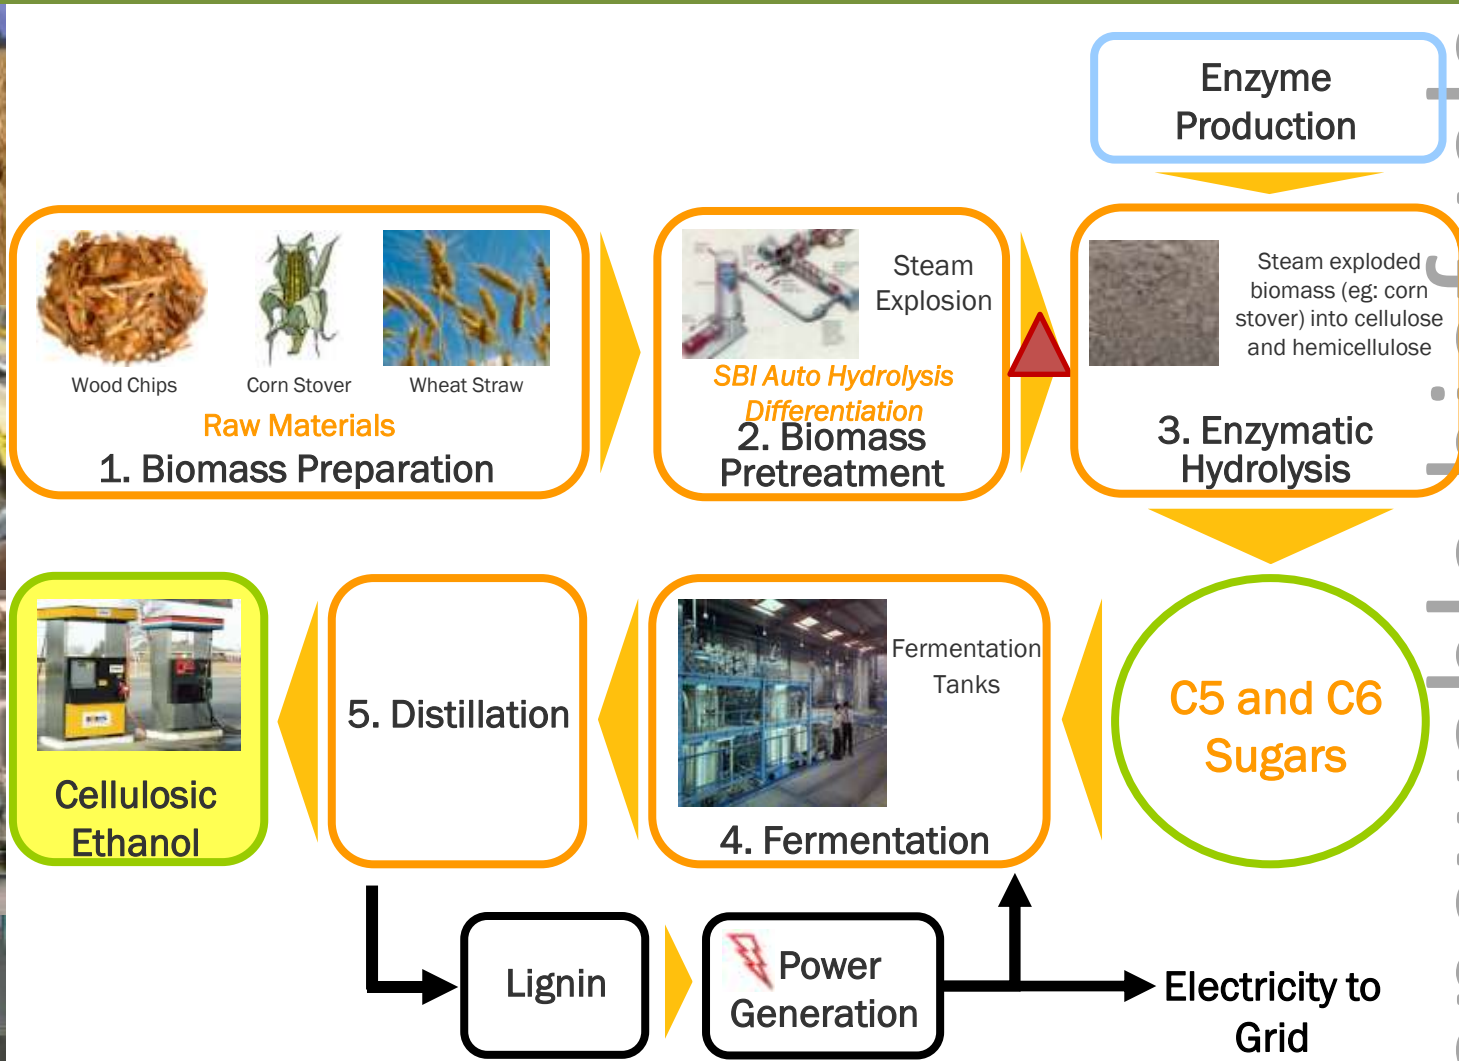 Enzyme
Production
Wood Chips
Corn Stover
Wheat Straw
Raw Materials
1. Biomass Preparation
Steam
Explosion
SBI Auto Hydrolysis
Differentiation
2. Biomass
Pretreatment
Steam exploded
biomass (eg: corn
stover) into cellulose
and hemicellulose
3. Enzymatic
Hydrolysis
Cellulosic
Ethanol
5. Distillation
Fermentation
Tanks
4. Fermentation
C5 and C6
Sugars
Lignin
Power
Generation
Electricity to
Grid